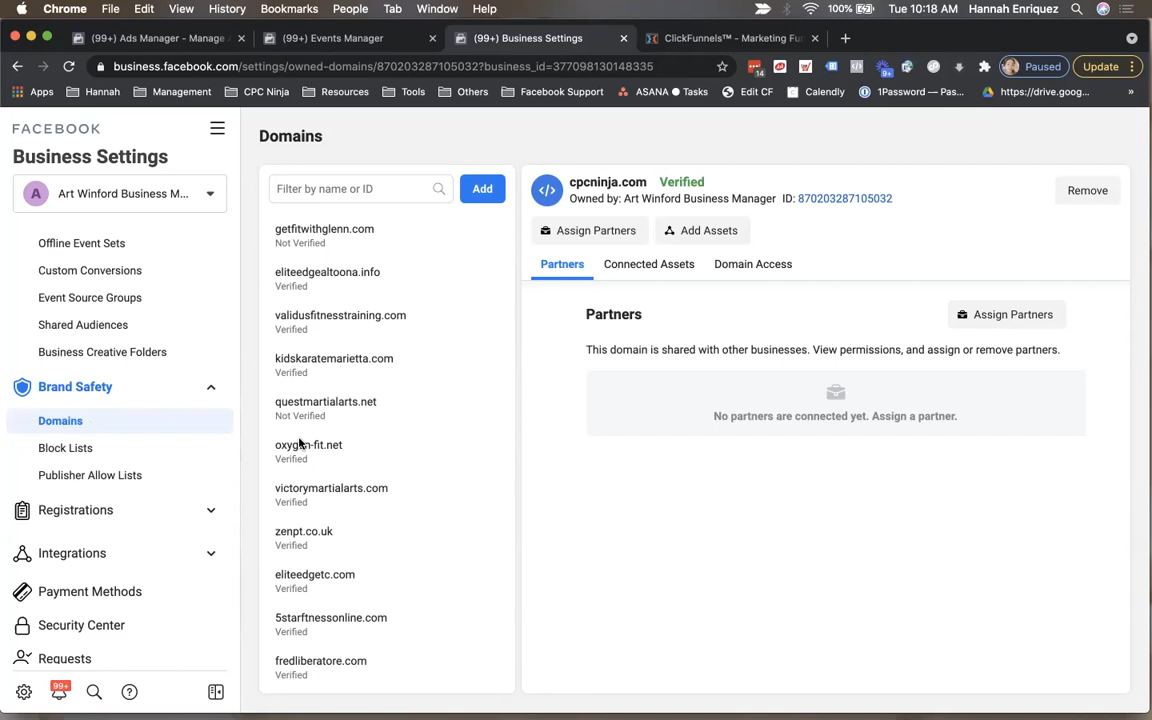 Chrome File Edit View History Bookmarks People Tab Window Help 100% Tue 10:18 AM Hannah Enriquez
(99+) Ads Manager - Manage (99+) Events Manager (99+) Business Settings ClickFunnels™ - Marketing Fu
business.facebook.com/settings/owned-domains/870203287105032?business_id=377098130148335 14 9+ Paused Update
Apps Hannah Management CPC Ninja Resources Tools Others Facebook Support ASANA Tasks Edit CF Calendly 1Password — Pas... https://drive.goog... »
FACEBOOK
Business Settings
A Art Winford Business M...
Offline Event Sets
Custom Conversions
Event Source Groups
Shared Audiences
Business Creative Folders
Brand Safety
Domains
Block Lists
Publisher Allow Lists
Registrations
Integrations
Payment Methods
Security Center
Requests
99+
Domains
Filter by name or ID Add
getfitwithglenn.com
Not Verified
eliteedgealtoona.info
Verified
validusfitnesstraining.com
Verified
kidskaratemarietta.com
Verified
questmartialarts.net
Not Verified
oxygen-fit.net
Verified
victorymartialarts.com
Verified
zenpt.co.uk
Verified
eliteedgetc.com
Verified
5starftnessonline.com
Verified
fredliberatore.com
Verified
cpcninja.com Verified
Owned by: Art Winford Business Manager ID: 870203287105032
Remove
Assign Partners Add Assets
Partners Connected Assets Domain Access
Partners Assign Partners
This domain is shared with other businesses. View permissions, and assign or remove partners.
No partners are connected yet. Assign a partner.